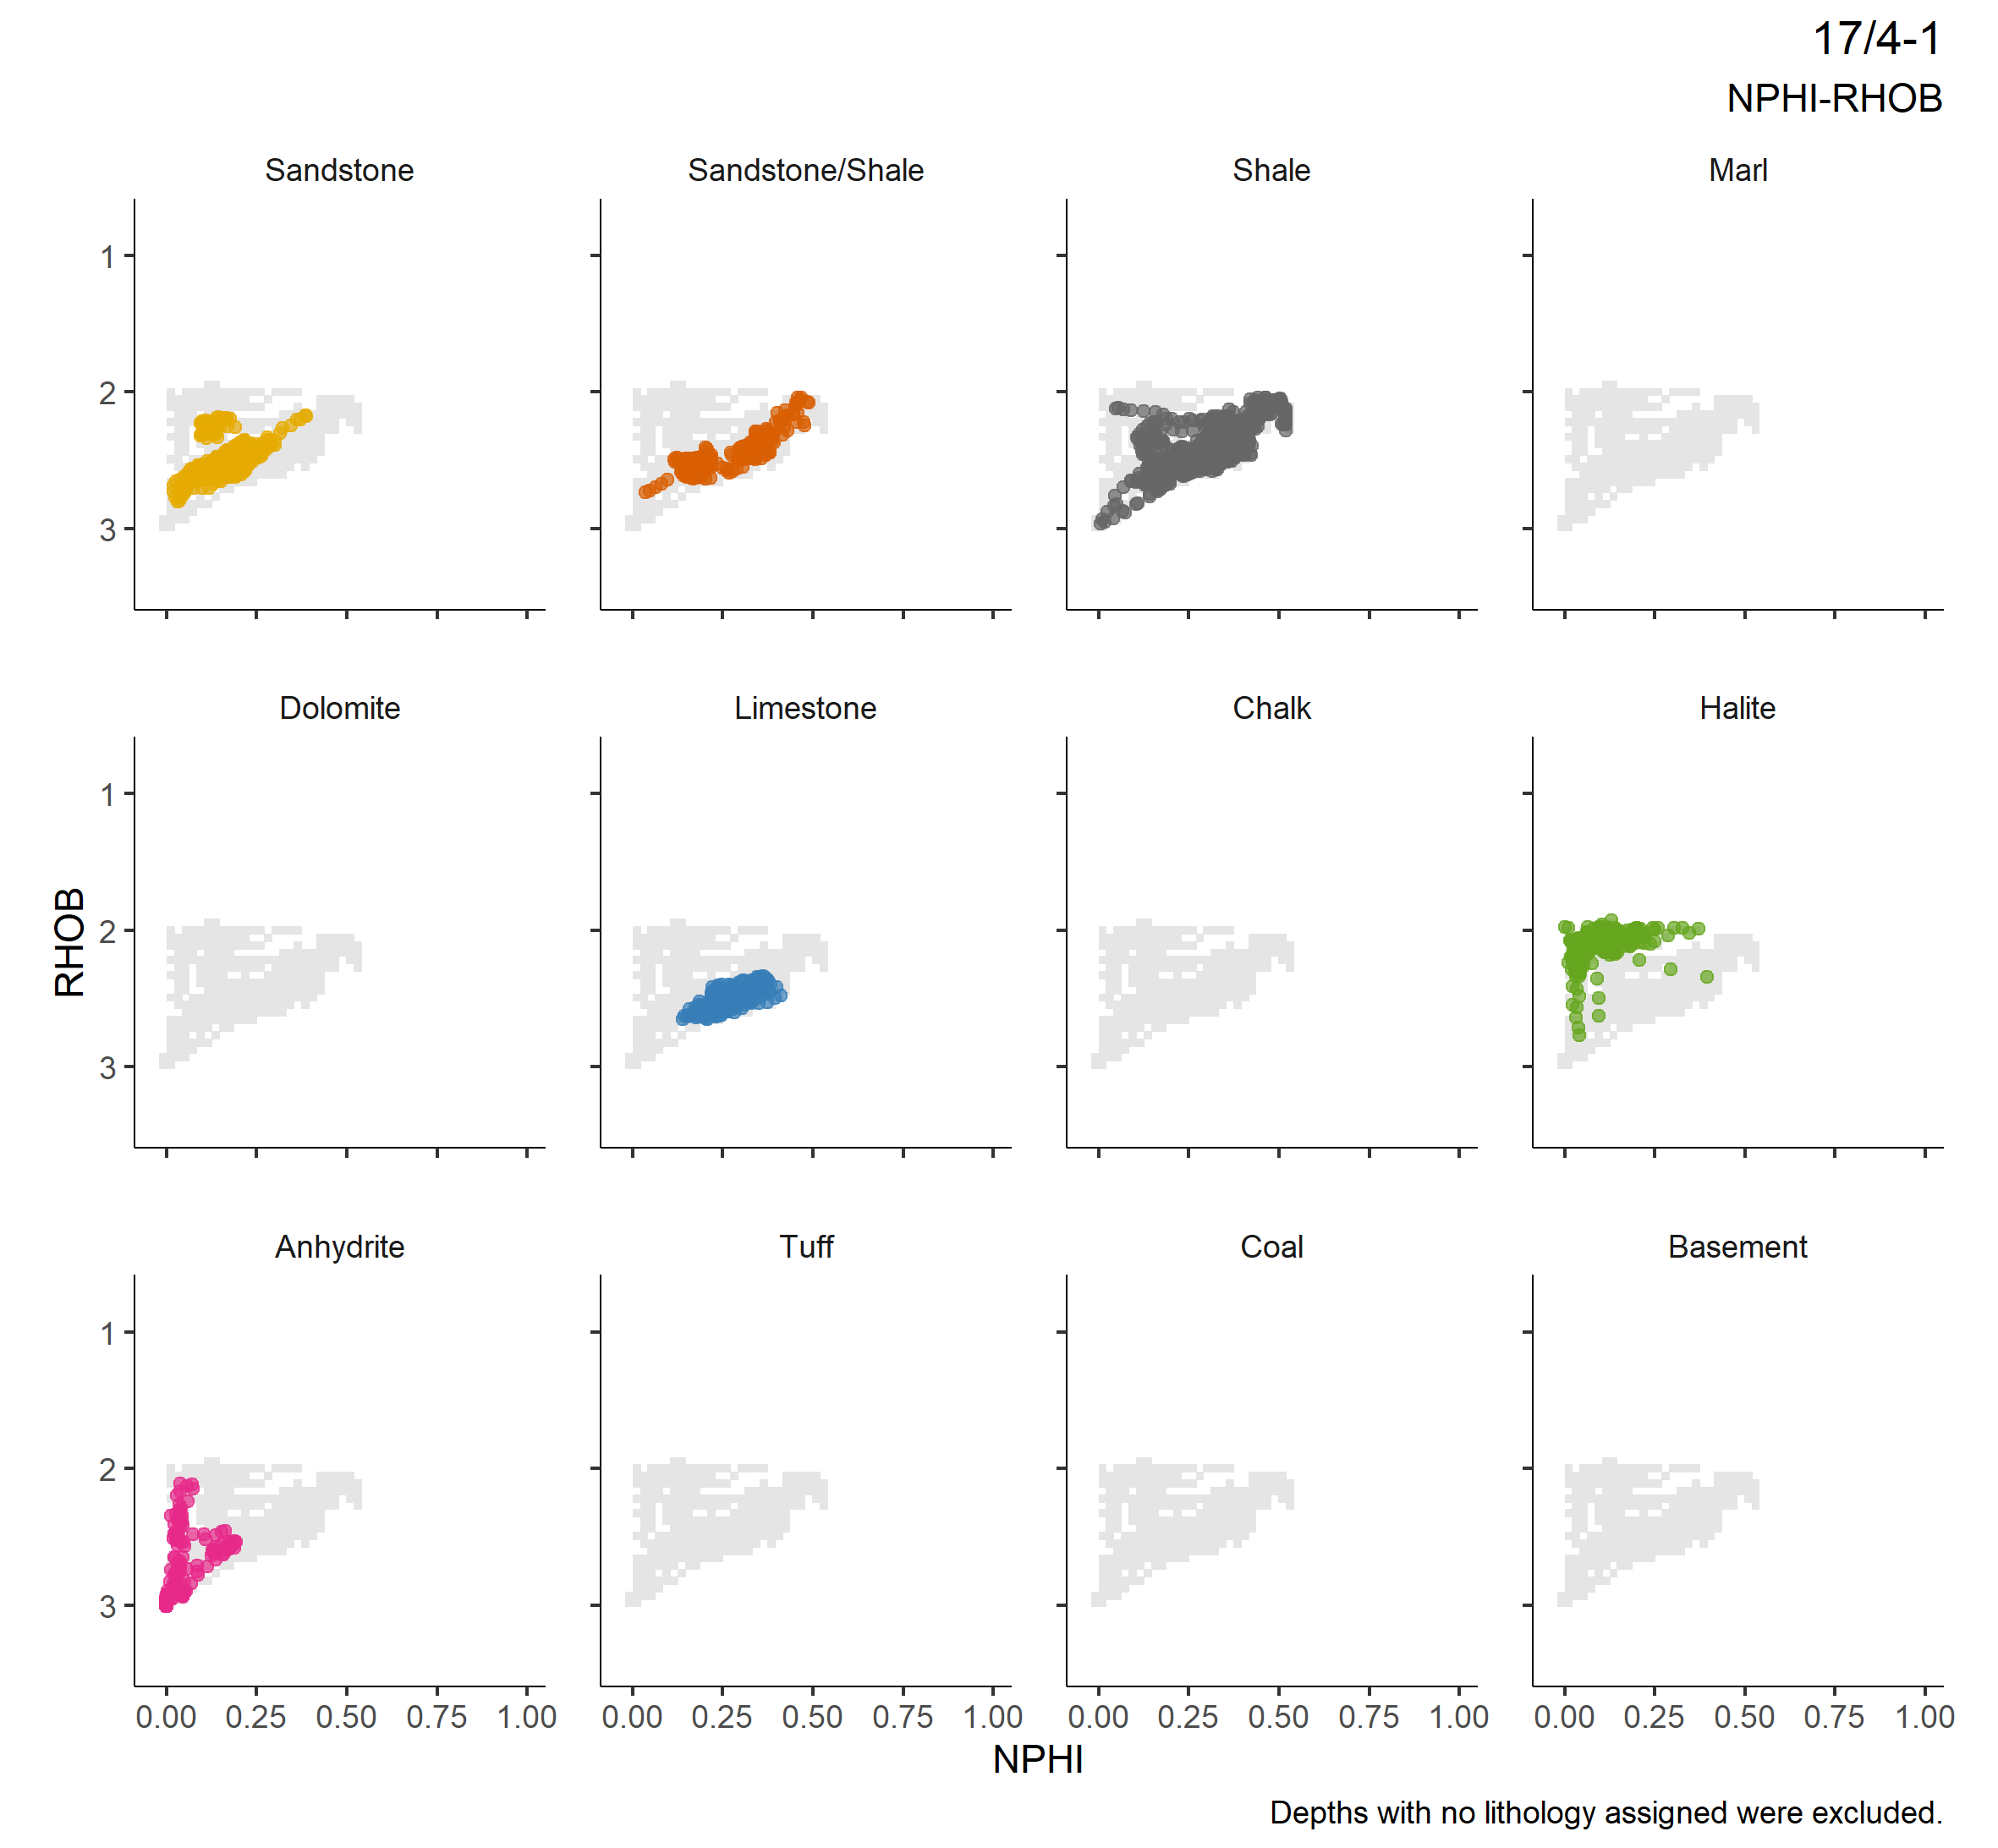 17/4-1
NPHI-RHOB
Sandstone
Sandstone/Shale
Shale
Marl
1
2
3
Dolomite
Limestone
Chalk
Halite
RHOB
1
2
3
Anhydrite
Tuff
Coal
Basement
1
2
3
0.00 0.25 0.50 0.75 1.00
0.00 0.25 0.50 0.75 1.00
0.00 0.25 0.50 0.75 1.00
0.00 0.25 0.50 0.75 1.00
NPHI
Depths with no lithology assigned were excluded.